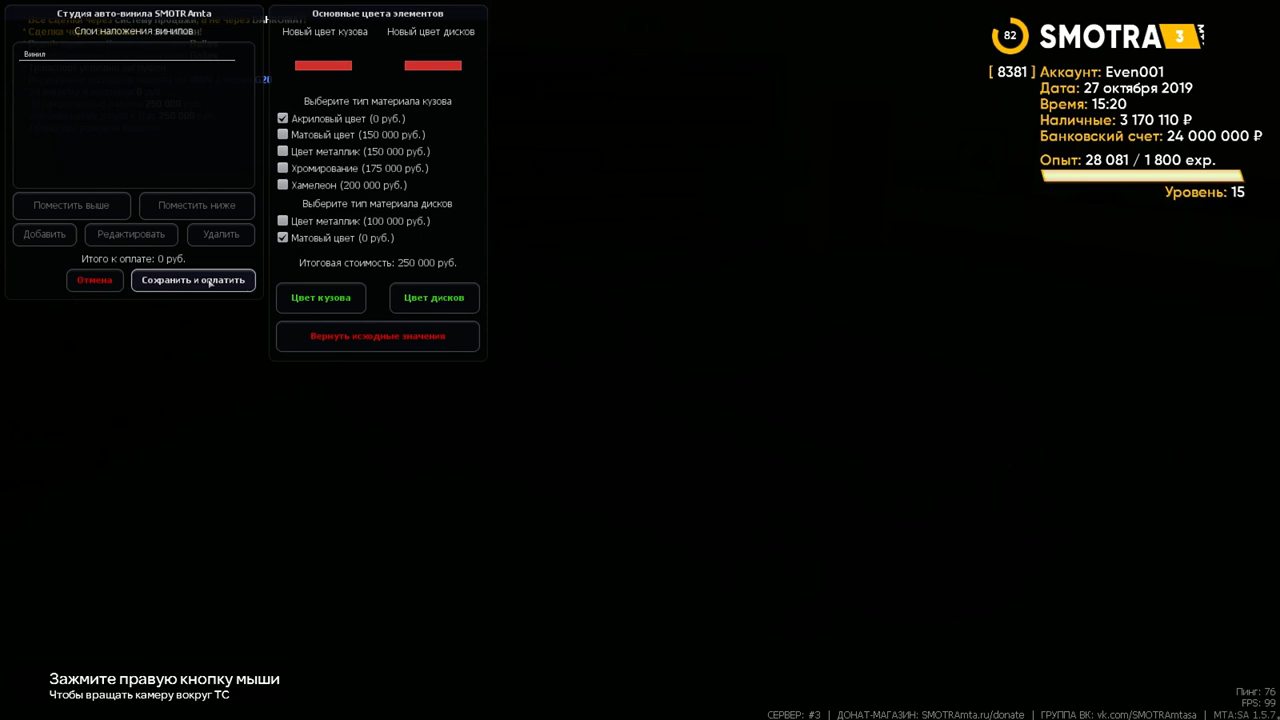 Студия авто-винила SMOTRAmta
Слои наложения винилов
Винил
Поместить выше
Поместить ниже
Добавить
Редактировать
Удалить
Итого к оплате: 0 руб.
Отмена
Сохранить и оплатить
Основные цвета элементов
Новый цвет кузова
Новый цвет дисков
Выберите тип материала кузова
Акриловый цвет (0 руб.)
Матовый цвет (150 000 руб.)
Цвет металлик (150 000 руб.)
Хромирование (175 000 руб.)
Хамелеон (200 000 руб.)
Выберите тип материала дисков
Цвет металлик (100 000 руб.)
Матовый цвет (0 руб.)
Итоговая стоимость: 250 000 руб.
Цвет кузова
Цвет дисков
Вернуть исходные значения
82
SMOTRA 3
[ 8381 ] Аккаунт: Even001
Дата: 27 октября 2019
Время: 15:20
Наличные: 3 170 110 ₽
Банковский счет: 24 000 000 ₽
Опыт: 28 081 / 1 800 exp.
Уровень: 15
Зажмите правую кнопку мыши
Чтобы вращать камеру вокруг ТС
Пинг: 76
FPS: 99
СЕРВЕР: #3 | ДОНАТ-МАГАЗИН: SMOTRAmta.ru/donate | ГРУППА ВК: vk.com/SMOTRAmtasa | MTA:SA 1.5.7